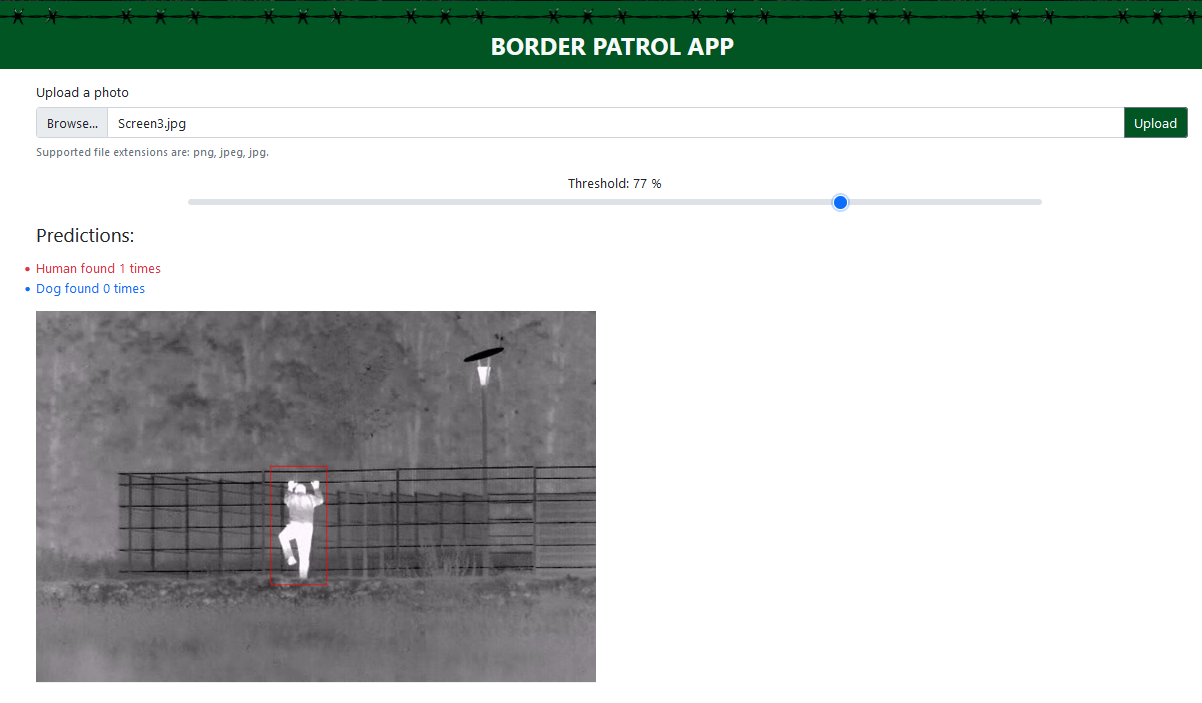 BORDER PATROL APP
Upload a photo
Browse... Screen3.jpg Upload
Supported file extensions are: png, jpeg, jpg.
Threshold: 77 %
Predictions:
Human found 1 times
Dog found 0 times